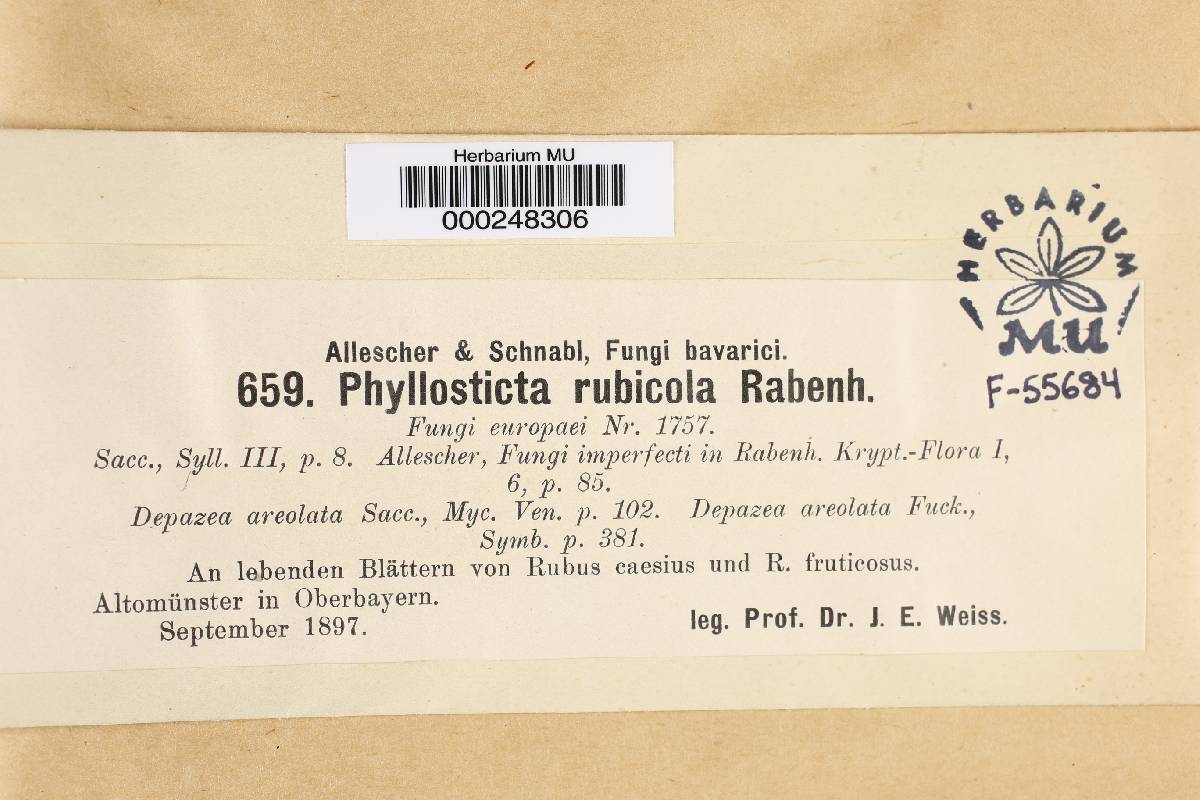 Herbarium MU
000248306
HERBARIUM
MU
F-55684
Allescher & Schnabl, Fungi bavarici.
659. Phyllosticta rubicola Rabenh.
Fungi europaei Nr. 1757.
Sacc., Syll. III, p. 8. Allescher, Fungi imperfecti in Rabenh. Krypt.-Flora I,
6, p. 85.
Depazea areolata Sacc., Myc. Ven. p. 102. Depazea areolata Fuck.,
Symb. p. 381.
An lebenden Blättern von Rubus caesius und R. fruticosus.
Altomünster in Oberbayern.
September 1897.
leg. Prof. Dr. J. E. Weiss.